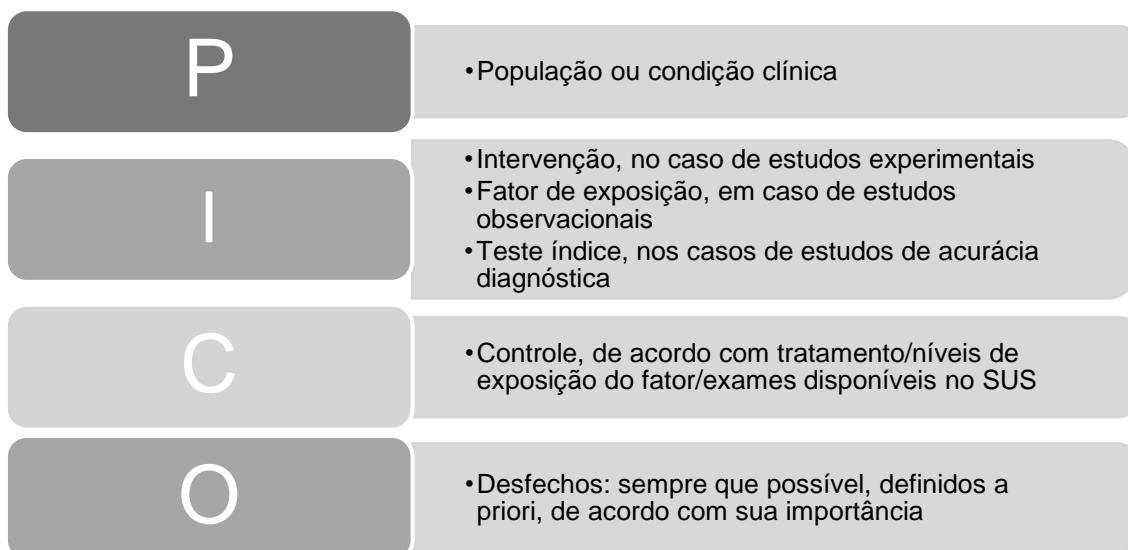 P
•População ou condição clínica
I
•Intervenção, no caso de estudos experimentais
•Fator de exposição, em caso de estudos
observacionais
•Teste índice, nos casos de estudos de acurácia
diagnóstica
C
•Controle, de acordo com tratamento/níveis de
exposição do fator/exames disponíveis no SUS
O
•Desfechos: sempre que possível, definidos a
priori, de acordo com sua importância